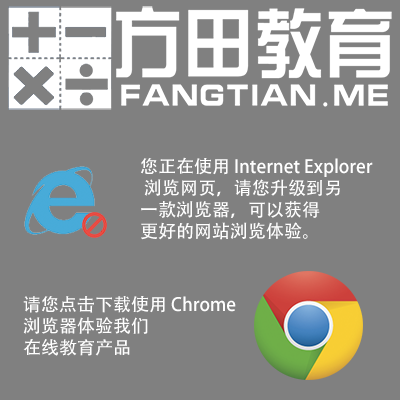 方田教育
FANGTIAN.ME
您正在使用 Internet Explorer
浏览网页，请您升级到另
一款浏览器，可以获得
更好的网站浏览体验。
请您点击下载使用 Chrome
浏览器体验我们
在线教育产品